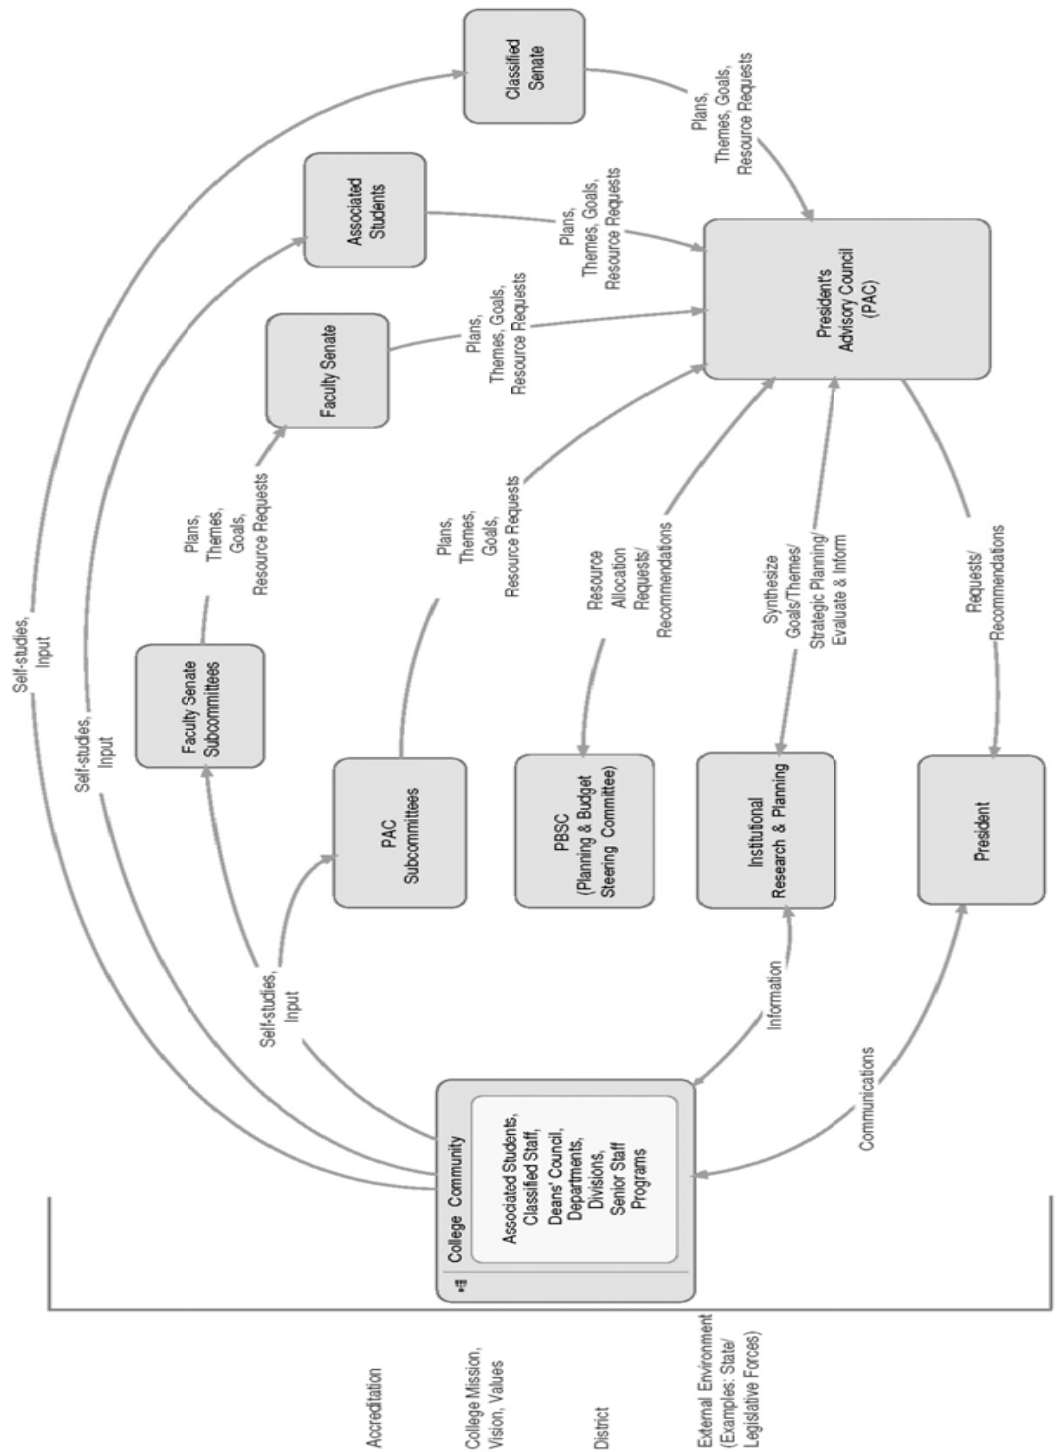 Accreditation
College Mission,
Vision, Values
District
External Environment
(Examples: State/
Legislative Forces)
College Community
Associated Students,
Classified Staff,
Deans' Council,
Departments,
Divisions,
Senior Staff
Programs
Self-studies,
Input
Self-studies,
Input
Self-studies,
Input
Information
Communications
Faculty Senate
Subcommittees
PAC
Subcommittees
PBSC
(Planning & Budget
Steering Committee)
Institutional
Research & Planning
President
Plans,
Themes,
Goals,
Resource Requests
Plans,
Themes,
Goals,
Resource Requests
Resource
Allocation
Requests/
Recommendations
Synthesize
Goals/Themes/
Strategic Planning/
Evaluate & Inform
Requests/
Recommendations
Faculty Senate
Associated
Students
Classified
Senate
Plans,
Themes, Goals,
Resource Requests
Plans,
Themes, Goals,
Resource Requests
Plans,
Themes, Goals,
Resource Requests
President's
Advisory Council
(PAC)